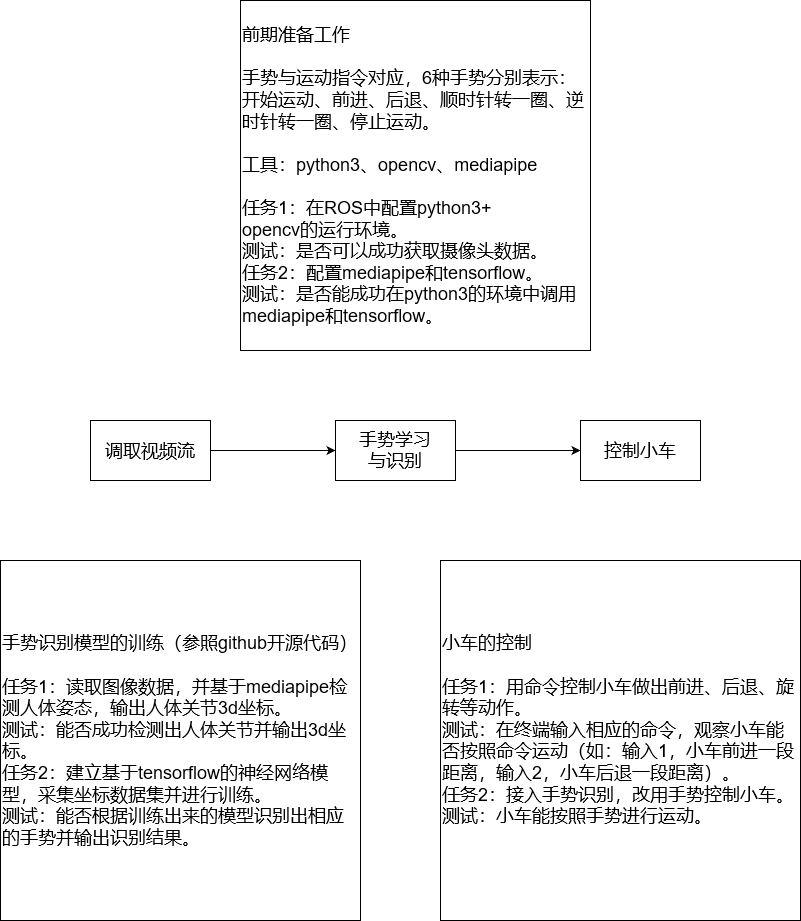 前期准备工作
手势与运动指令对应，6种手势分别表示：
开始运动、前进、后退、顺时针转一圈、逆
时针转一圈、停止运动。
工具：python3、opencv、mediapipe
任务1：在ROS中配置python3+
opencv的运行环境。
测试：是否可以成功获取摄像头数据。
任务2：配置mediapipe和tensorflow。
测试：是否能成功在python3的环境中调用
mediapipe和tensorflow。
调取视频流
手势学习
与识别
控制小车
手势识别模型的训练（参照github开源代码）
任务1：读取图像数据，并基于mediapipe检
测人体姿态，输出人体关节3d坐标。
测试：能否成功检测出人体关节并输出3d坐
标。
任务2：建立基于tensorflow的神经网络模
型，采集坐标数据集并进行训练。
测试：能否根据训练出来的模型识别出相应
的手势并输出识别结果。
小车的控制
任务1：用命令控制小车做出前进、后退、旋
转等动作。
测试：在终端输入相应的命令，观察小车能
否按照命令运动（如：输入1，小车前进一段
距离，输入2，小车后退一段距离）。
任务2：接入手势识别，改用手势控制小车。
测试：小车能按照手势进行运动。